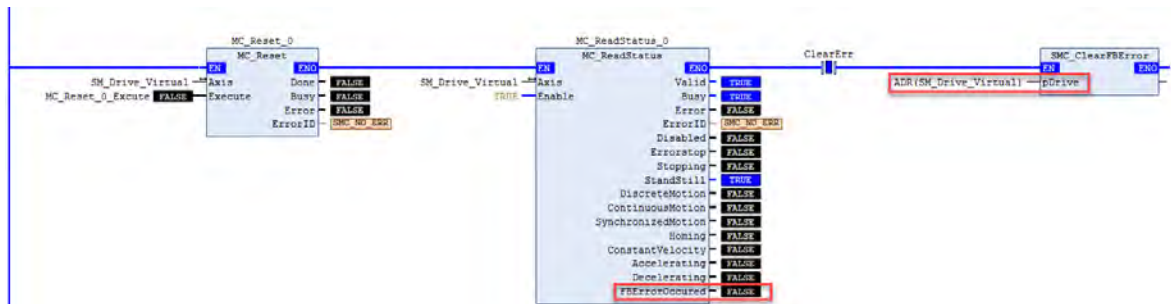 MC_Reset_0
MC_Reset
EN ENO
SM_Drive_Virtual Axis Done FALSE
MC_Reset_0_Excute FALSE Execute Busy FALSE
Error FALSE
ErrorID SMC_NO_ERR
MC_ReadStatus_0
MC_ReadStatus
EN ENO
SM_Drive_Virtual Axis Valid TRUE
TRUE Enable Busy TRUE
Error FALSE
ErrorID SMC_NO_ERR
Disabled FALSE
Errorstop FALSE
Stopping FALSE
StandStill TRUE
DiscreteMotion FALSE
ContinuousMotion FALSE
SynchronizedMotion FALSE
Homing FALSE
ConstantVelocity FALSE
Accelerating FALSE
Decelerating FALSE
FBErrorOccured FALSE
ClearErr
SMC_ClearFBError
EN ENO
ADR(SM_Drive_Virtual) pDrive